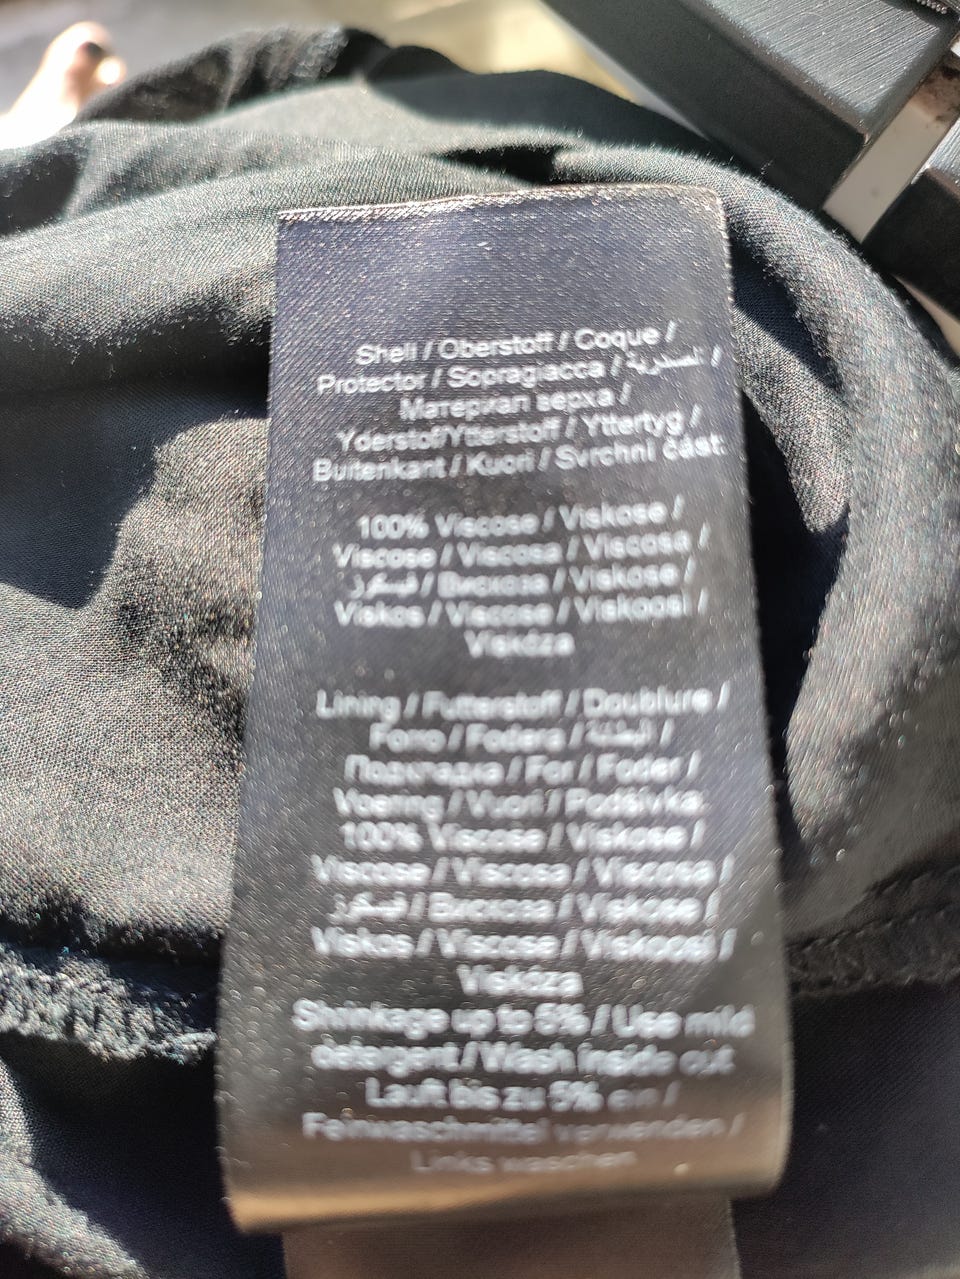 Shell / Oberstoff / Coque /
Protector / Sopragiacca / الصدرية /
Материал верха /
Yderstof/Ytterstoff / Yttertyg /
Buitenkant / Kuori / Svrchní část:
100% Viscose / Viskose /
Viscose / Viscosa / Viscosa /
فيسكوز / Вискоза / Viskose /
Viskos / Viscose / Viskoosi /
Viskóza
Lining / Futterstoff / Doublure /
Forro / Fodera / البطانة /
Подкладка / For / Foder /
Voering / Vuori / Podšívka:
100% Viscose / Viskose /
Viscose / Viscosa / Viscosa /
فيسكوز / Вискоза / Viskose /
Viskos / Viscose / Viskoosi /
Viskóza
Shrinkage up to 5% / Use mild
detergent / Wash inside out
Lauft bis zu 5% ein /
Feinwaschmittel verwenden /
Links waschen